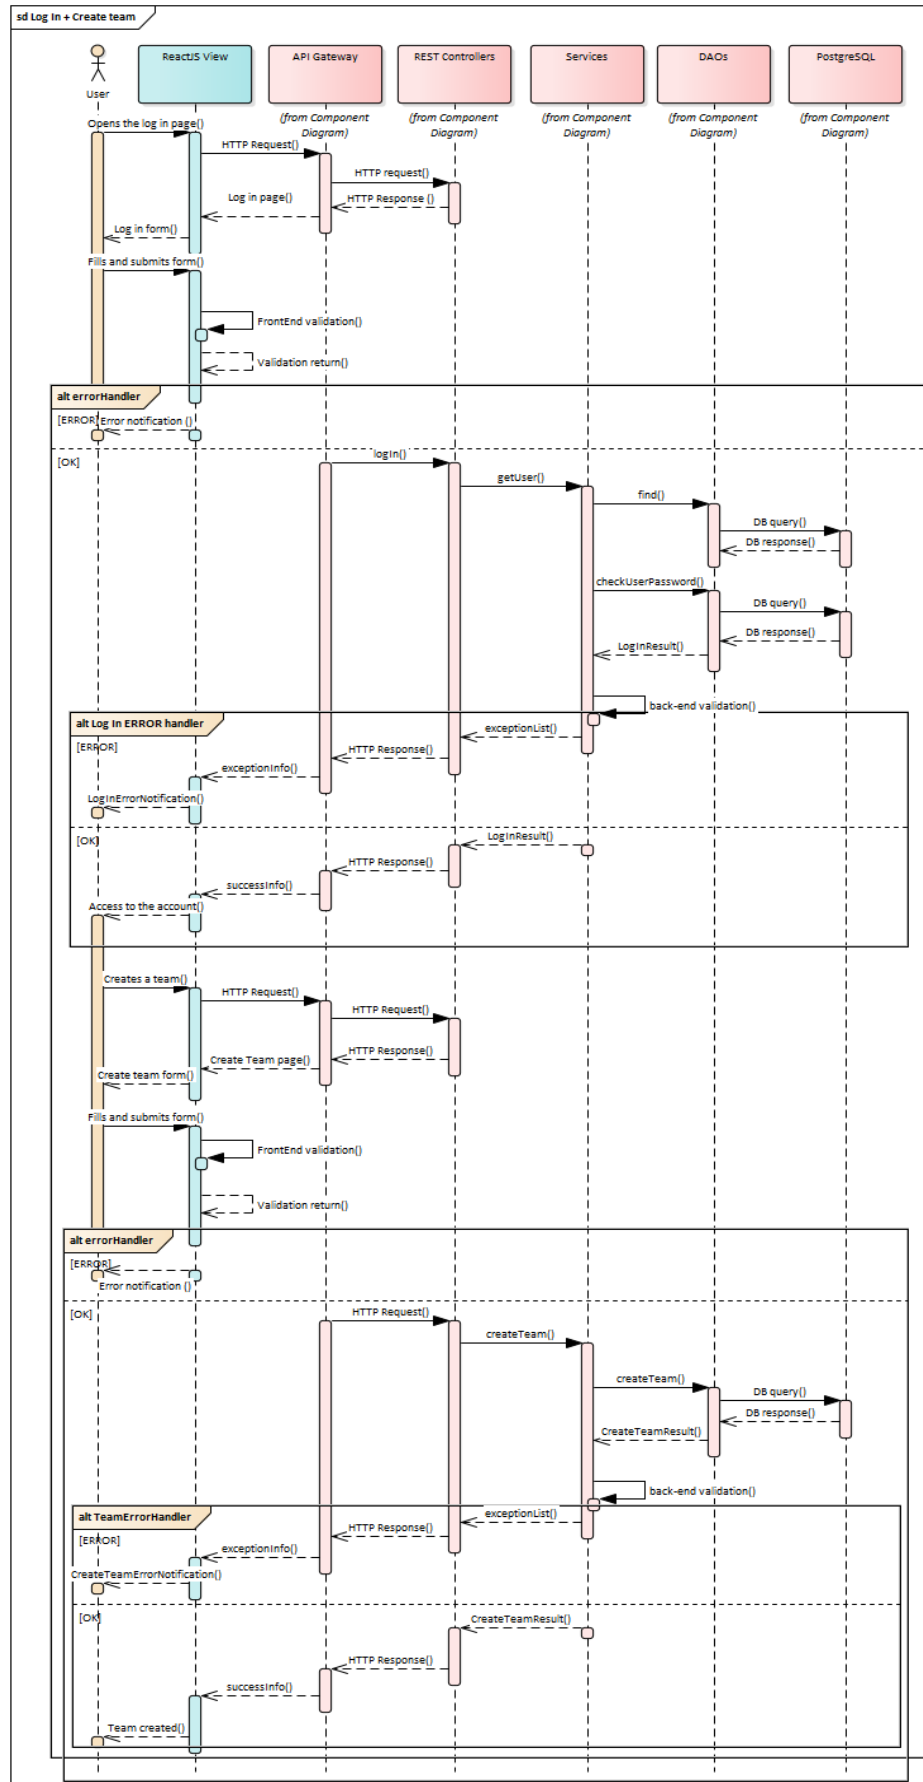 sd Log In + Create team
User
ReactJS View
API Gateway
REST Controllers
Services
DAOs
PostgreSQL
(from Component
Diagram)
(from Component
Diagram)
(from Component
Diagram)
(from Component
Diagram)
(from Component
Diagram)
Opens the log in page()
HTTP Request()
HTTP request()
HTTP Response ()
Log in page()
Log in form()
Fills and submits form()
FrontEnd validation()
Validation return()
alt errorHandler
[ERROR]
Error notification ()
[OK]
logIn()
getUser()
find()
DB query()
DB response()
checkUserPassword()
DB query()
DB response()
LogInResult()
back-end validation()
alt Log In ERROR handler
exceptionList()
[ERROR]
HTTP Response()
exceptionInfo()
LogInErrorNotification()
[OK]
LogInResult()
HTTP Response()
successInfo()
Access to the account()
Creates a team()
HTTP Request()
HTTP Request()
HTTP Response()
Create Team page()
Create team form()
Fills and submits form()
FrontEnd validation()
Validation return()
alt errorHandler
[ERROR]
Error notification ()
[OK]
HTTP Request()
createTeam()
createTeam()
DB query()
DB response()
CreateTeamResult()
back-end validation()
alt TeamErrorHandler
exceptionList()
HTTP Response()
[ERROR]
exceptionInfo()
CreateTeamErrorNotification()
[OK]
CreateTeamResult()
HTTP Response()
successInfo()
Team created()